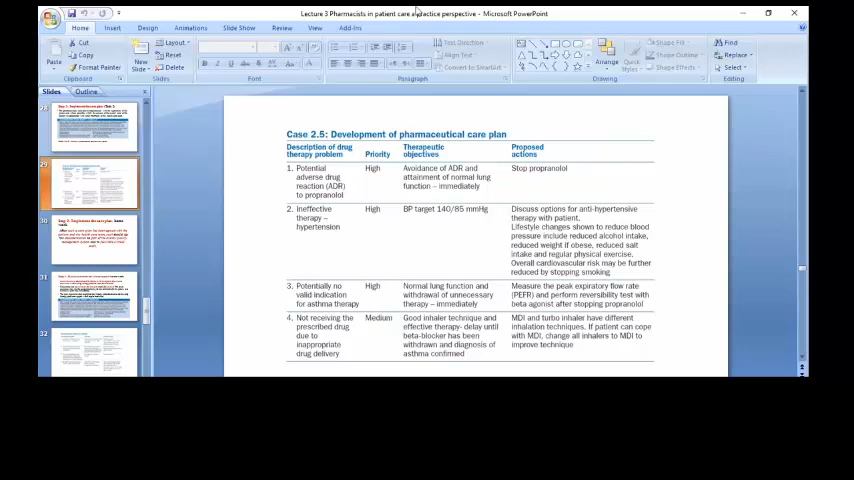 Lecture 3 Pharmacists in patient care a practice perspective - Microsoft PowerPoint
Home Insert Design Animations Slide Show Review View Add-Ins
Paste
Cut
Copy
Format Painter
Clipboard
New
Slide
Layout
Reset
Delete
Slides
Font
Text Direction
Align Text
Convert to SmartArt
Paragraph
Arrange
Quick
Styles
Shape Fill
Shape Outline
Shape Effects
Drawing
Find
Replace
Select
Editing
Slides Outline
29
30
31
32
Case 2.5: Development of pharmaceutical care plan
Description of drug
therapy problem
Priority
Therapeutic
objectives
Proposed
actions
1. Potential
adverse drug
reaction (ADR)
to propranolol
High
Avoidance of ADR and
attainment of normal lung
function – immediately
Stop propranolol
2. Ineffective
therapy –
hypertension
High
BP target 140/85 mmHg
Discuss options for anti-hypertensive
therapy with patient.
Lifestyle changes shown to reduce blood
pressure include reduced alcohol intake,
reduced weight if obese, reduced salt
intake and regular physical exercise.
Overall cardiovascular risk may be further
reduced by stopping smoking
3. Potentially no
valid indication
for asthma therapy
High
Normal lung function and
withdrawal of unnecessary
therapy – immediately
Measure the peak expiratory flow rate
(PEFR) and perform reversibility test with
beta agonist after stopping propranolol
4. Not receiving the
prescribed drug
due to
inappropriate
drug delivery
Medium
Good inhaler technique and
effective therapy- delay until
beta-blocker has been
withdrawn and diagnosis of
asthma confirmed
MDI and turbo inhaler have different
inhalation techniques. If patient can cope
with MDI, change all inhalers to MDI to
improve technique